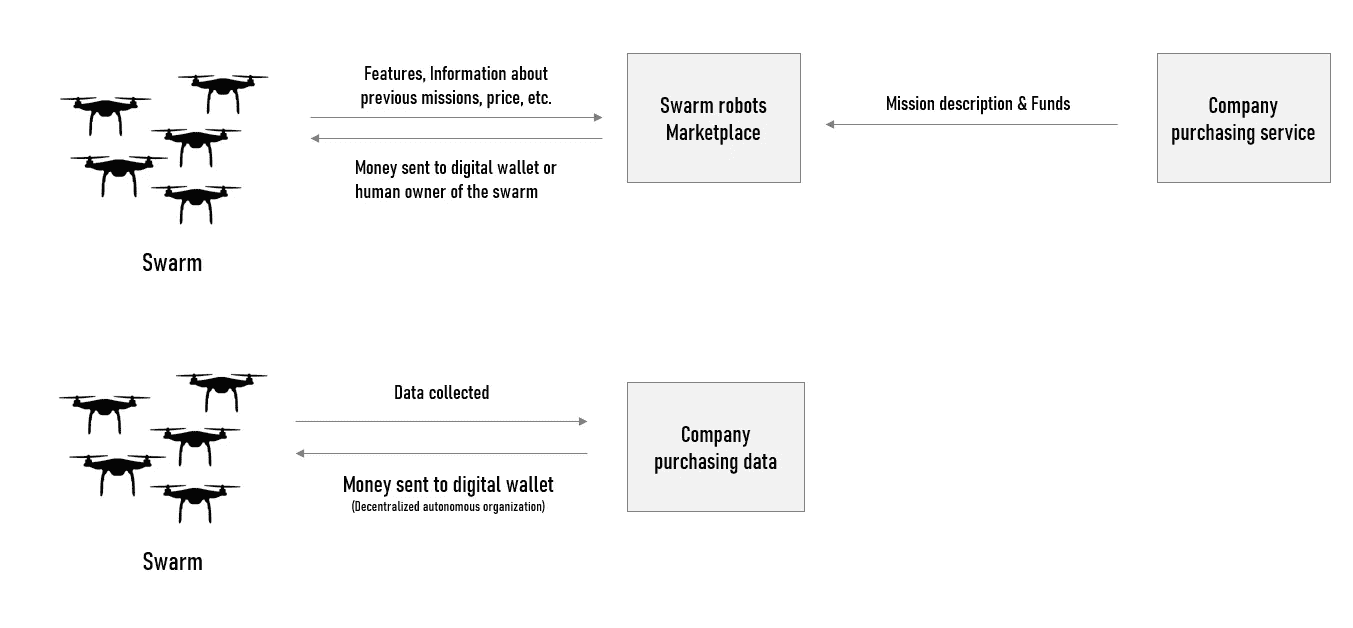 Features, Information about
previous missions, price, etc.
Money sent to digital wallet or
human owner of the swarm
Swarm
Swarm robots
Marketplace
Mission description & Funds
Company
purchasing service
Data collected
Money sent to digital wallet
(Decentralized autonomous organization)
Swarm
Company
purchasing data